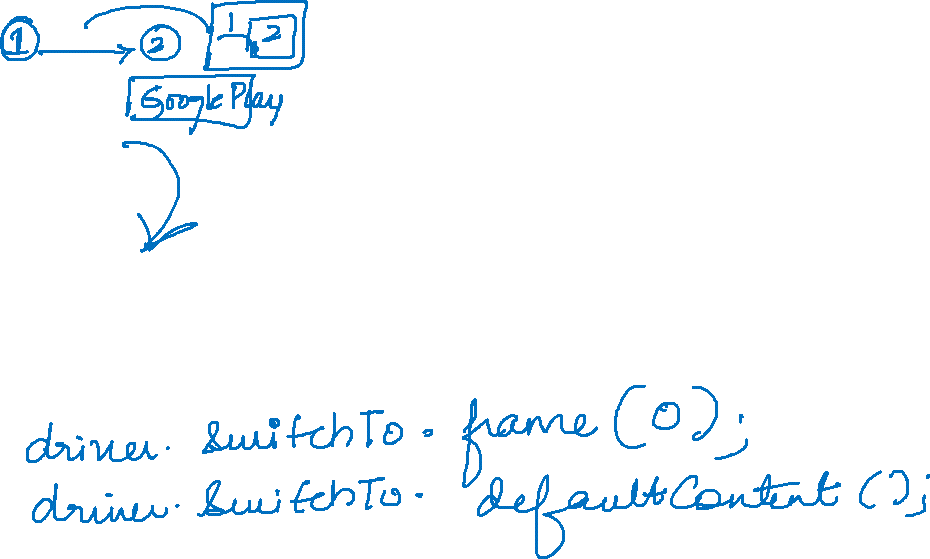 1 2 1 2
Google Play
driver. switchTo. frame(0);
driver. switchTo. defaultContent();